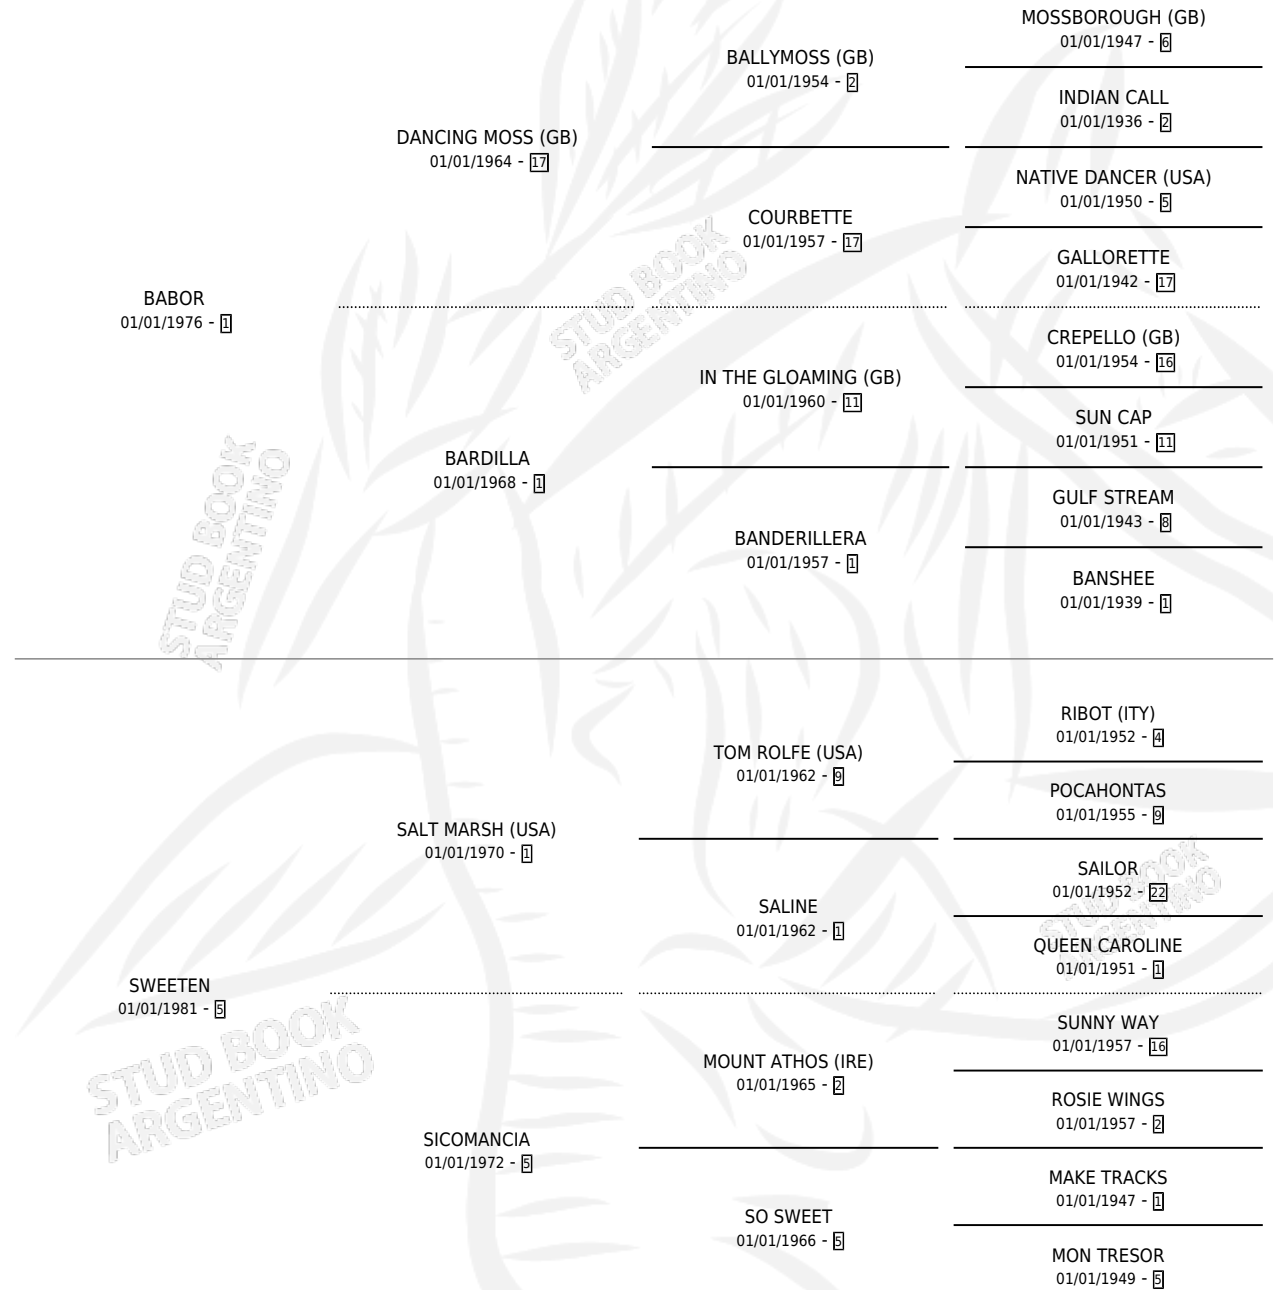 MOSSBOROUGH (GB)
01/01/1947 - 6
BALLYMOSS (GB)
01/01/1954 - 2
INDIAN CALL
01/01/1936 - 2
DANCING MOSS (GB)
01/01/1964 - 17
NATIVE DANCER (USA)
01/01/1950 - 5
COURBETTE
01/01/1957 - 17
GALLORETTE
01/01/1942 - 17
BABOR
01/01/1976 - 1
CREPELLO (GB)
01/01/1954 - 16
IN THE GLOAMING (GB)
01/01/1960 - 11
SUN CAP
01/01/1951 - 11
BARDILLA
01/01/1968 - 1
GULF STREAM
01/01/1943 - 8
BANDERILLERA
01/01/1957 - 1
BANSHEE
01/01/1939 - 1
RIBOT (ITY)
01/01/1952 - 4
TOM ROLFE (USA)
01/01/1962 - 9
POCAHONTAS
01/01/1955 - 9
SALT MARSH (USA)
01/01/1970 - 1
SAILOR
01/01/1952 - 22
SALINE
01/01/1962 - 1
QUEEN CAROLINE
01/01/1951 - 1
SWEETEN
01/01/1981 - 5
SUNNY WAY
01/01/1957 - 16
MOUNT ATHOS (IRE)
01/01/1965 - 2
ROSIE WINGS
01/01/1957 - 2
SICOMANCIA
01/01/1972 - 5
MAKE TRACKS
01/01/1947 - 1
SO SWEET
01/01/1966 - 5
MON TRESOR
01/01/1949 - 5
STUD BOOK
ARGENTINO
STUD BOOK
ARGENTINO
STUD BOOK
ARGENTINO
STUD BOOK
ARGENTINO